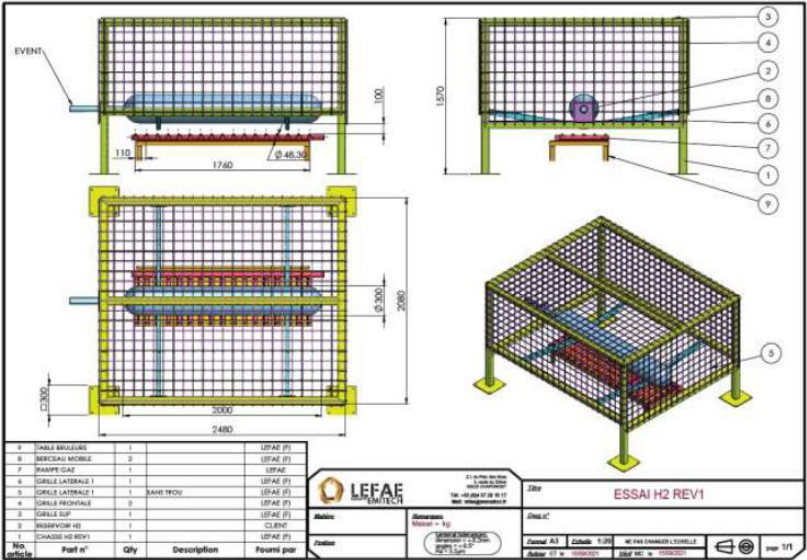 EVENT
110
1760
Ø 48,30
100
1570
3
4
2
8
6
7
1
9
Ø300
2080
□300
2000
2480
5
9 TABLE BRULEURS 1 LEFAE (F)
8 BERCEAU MOBILE 2 LEFAE (F)
7 RAMPE GAZ 1 LEFAE
6 GRILLE LATERALE 1 1 LEFAE (F)
5 GRILLE LATERALE 1 1 SANS TROU LEFAE (F)
4 GRILLE FRONTALE 2 LEFAE (F)
3 GRILLE SUP 1 LEFAE (F)
2 RESERVOIR H2 1 CLIENT
1 CHASSIS H2 REV1 1 LEFAE (F)
No. article Part n° Qty Description Fourni par
LEFAE
EMITECH
Titre
ESSAI H2 REV1
Matière
Masse = kg
Finition
Format A3 Echelle 1:20 NE PAS CHANGER L'ECHELLE
page 1/1